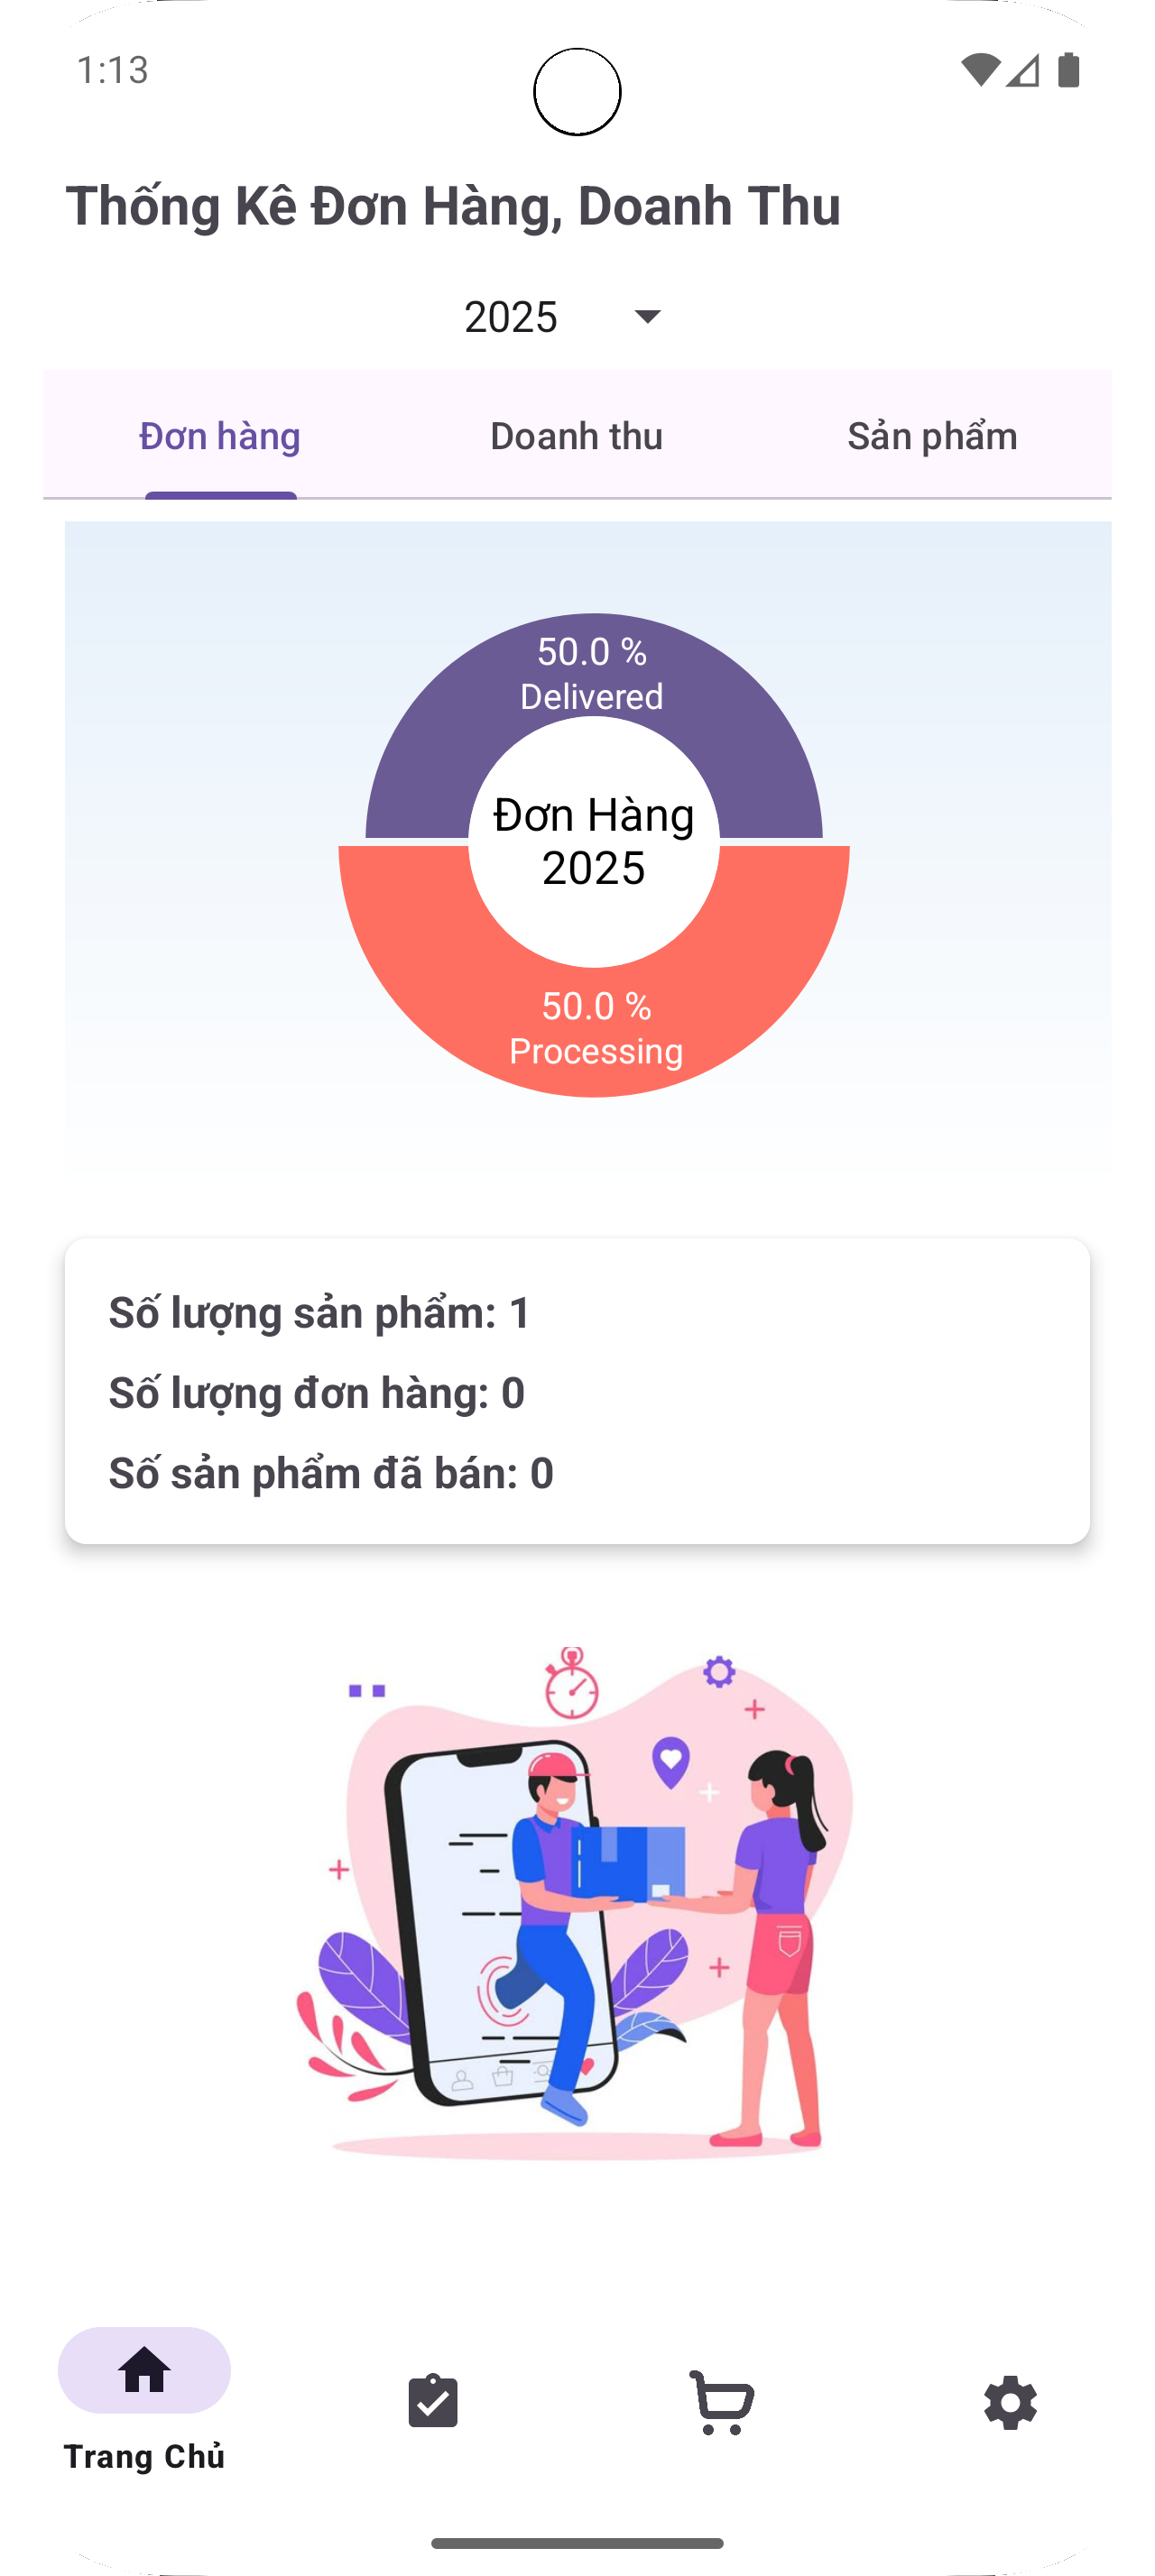 1:13
Thống Kê Đơn Hàng, Doanh Thu
2025
Đơn hàng
Doanh thu
Sản phẩm
50.0 %
Delivered
Đơn Hàng
2025
50.0 %
Processing
Số lượng sản phẩm: 1
Số lượng đơn hàng: 0
Số sản phẩm đã bán: 0
Trang Chủ